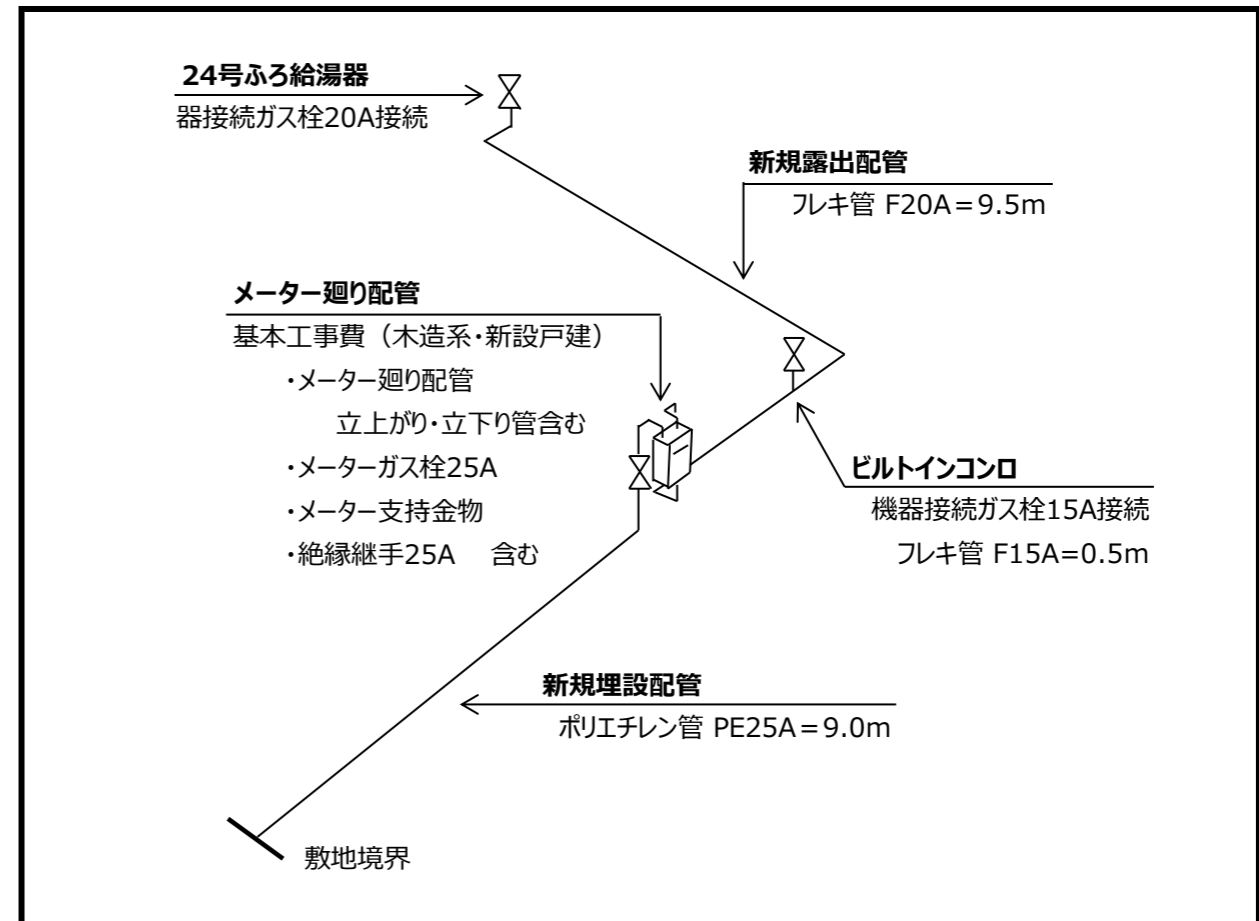 24号ふろ給湯器
器接続ガス栓20A接続
新規露出配管
フレキ管 F20A＝9.5m
メーター廻り配管
基本工事費（木造系・新設戸建）
・メーター廻り配管
立上がり・立下り管含む
・メーターガス栓25A
・メーター支持金物
・絶縁継手25A 含む
ビルトインコンロ
機器接続ガス栓15A接続
フレキ管 F15A=0.5m
新規埋設配管
ポリエチレン管 PE25A＝9.0m
敷地境界